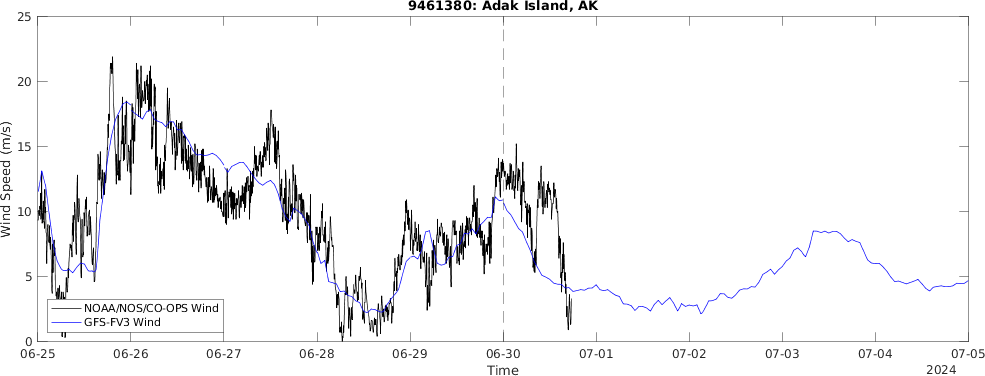 9461380: Adak Island, AK
Wind Speed (m/s)
25
20
15
10
5
0
NOAA/NOS/CO-OPS Wind
GFS-FV3 Wind
06-25 06-26 06-27 06-28 06-29 06-30 07-01 07-02 07-03 07-04 07-05
Time
2024